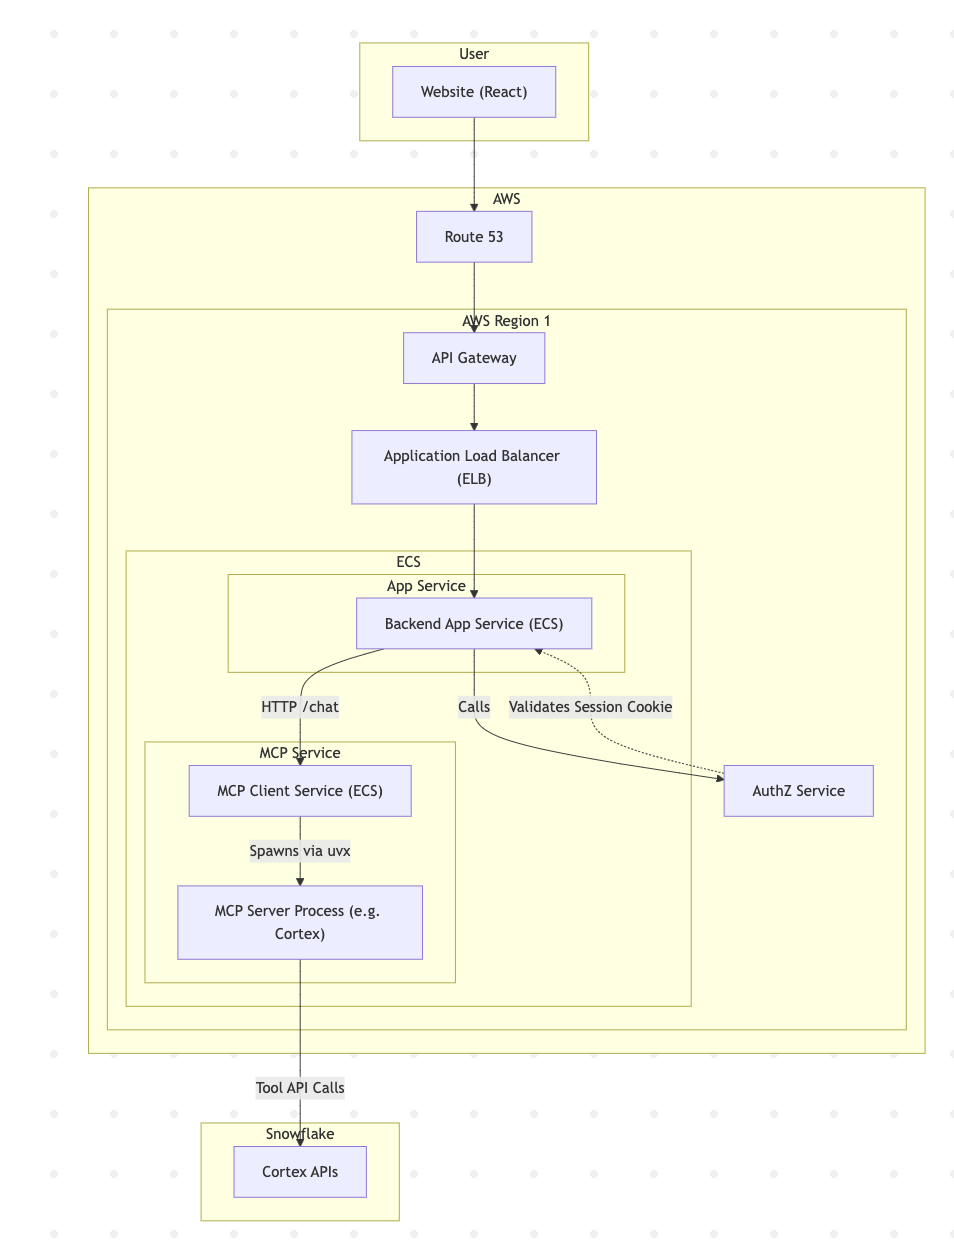 User
Website (React)
AWS
Route 53
AWS Region 1
API Gateway
Application Load Balancer
(ELB)
ECS
App Service
Backend App Service (ECS)
HTTP /chat
Calls
Validates Session Cookie
MCP Service
MCP Client Service (ECS)
AuthZ Service
Spawns via uvx
MCP Server Process (e.g.
Cortex)
Tool API Calls
Snowflake
Cortex APIs